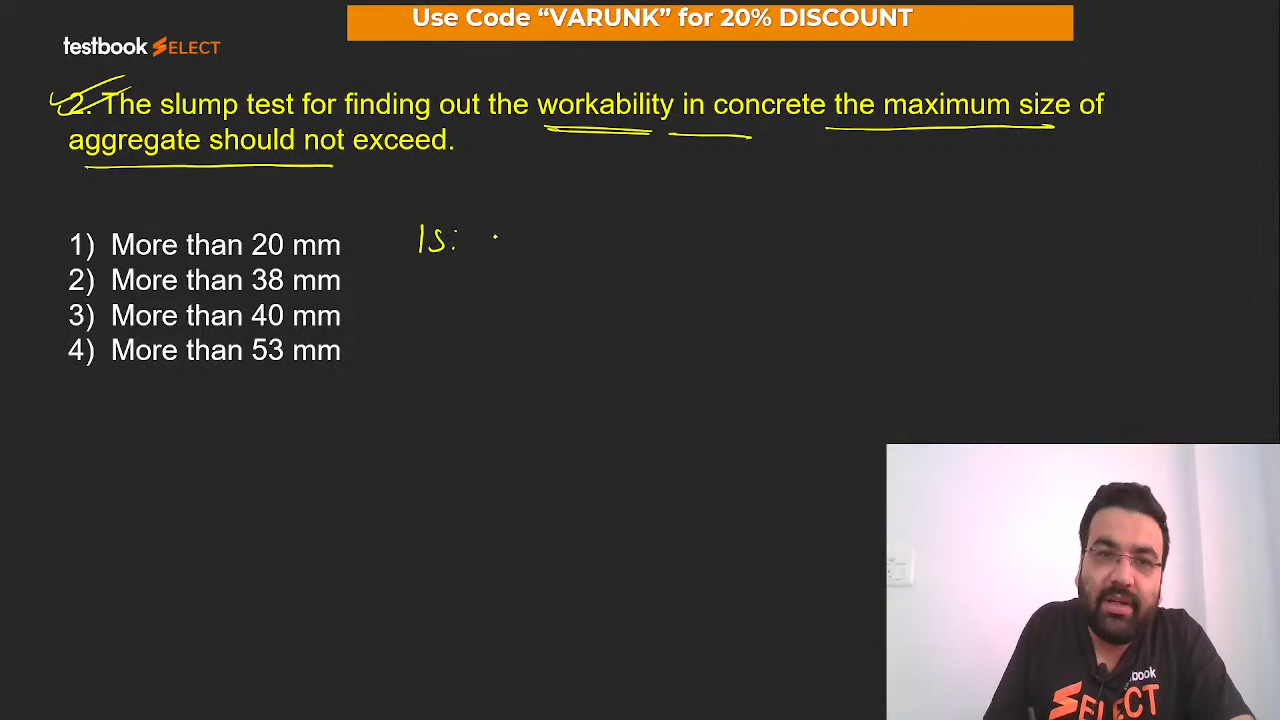 Use Code “VARUNK” for 20% DISCOUNT
testbook SELECT
2. The slump test for finding out the workability in concrete the maximum size of
aggregate should not exceed.
1) More than 20 mm
IS:
2) More than 38 mm
3) More than 40 mm
4) More than 53 mm
book
SELECT